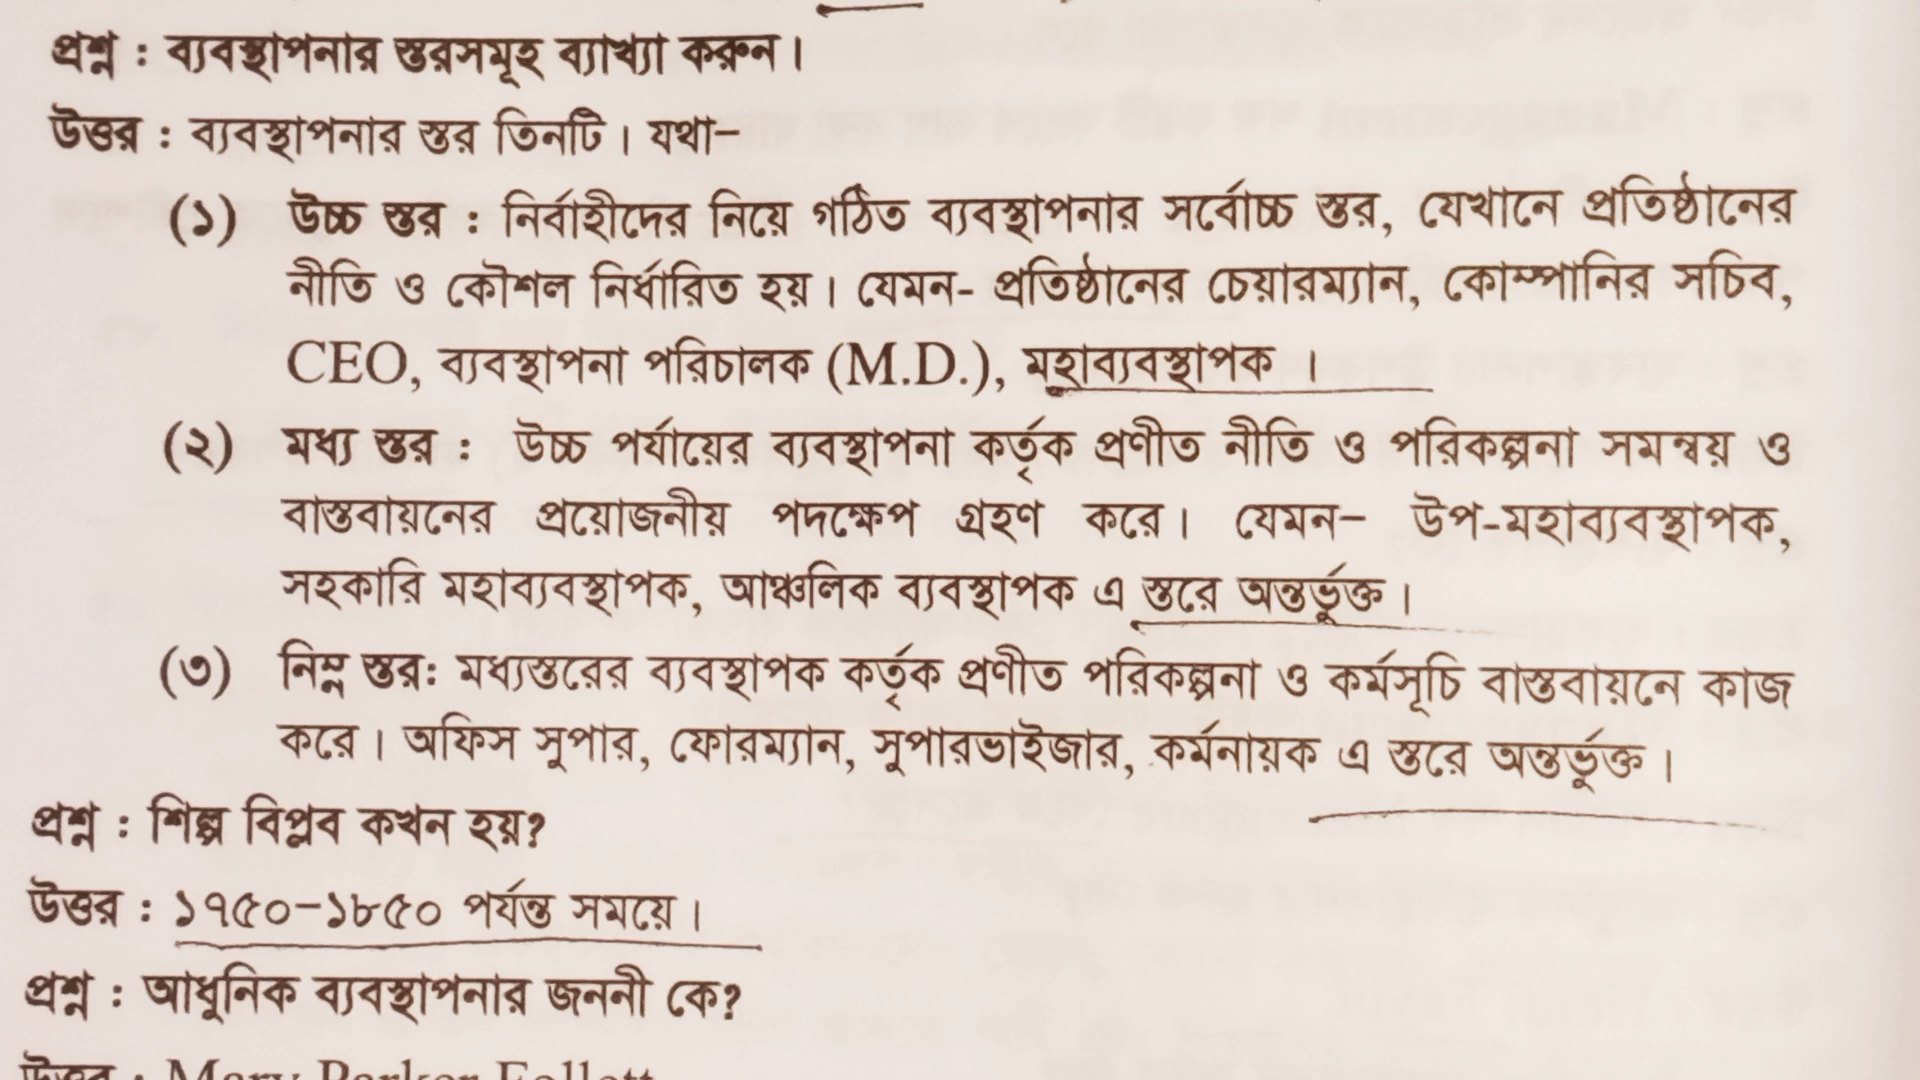 প্রশ্ন : ব্যবস্থাপনার স্তরসমূহ ব্যাখ্যা করুন।
উত্তর : ব্যবস্থাপনার স্তর তিনটি। যথা–
(১) উচ্চ স্তর : নির্বাহীদের নিয়ে গঠিত ব্যবস্থাপনার সর্বোচ্চ স্তর, যেখানে প্রতিষ্ঠানের
নীতি ও কৌশল নির্ধারিত হয়। যেমন- প্রতিষ্ঠানের চেয়ারম্যান, কোম্পানির সচিব,
CEO, ব্যবস্থাপনা পরিচালক (M.D.), মহাব্যবস্থাপক ।
(২) মধ্য স্তর : উচ্চ পর্যায়ের ব্যবস্থাপনা কর্তৃক প্রণীত নীতি ও পরিকল্পনা সমন্বয় ও
বাস্তবায়নের প্রয়োজনীয় পদক্ষেপ গ্রহণ করে। যেমন– উপ-মহাব্যবস্থাপক,
সহকারি মহাব্যবস্থাপক, আঞ্চলিক ব্যবস্থাপক এ স্তরে অন্তর্ভুক্ত।
(৩) নিম্ন স্তর: মধ্যস্তরের ব্যবস্থাপক কর্তৃক প্রণীত পরিকল্পনা ও কর্মসূচি বাস্তবায়নে কাজ
করে। অফিস সুপার, ফোরম্যান, সুপারভাইজার, কর্মনায়ক এ স্তরে অন্তর্ভুক্ত।
প্রশ্ন : শিল্প বিপ্লব কখন হয়?
উত্তর : ১৭৫০–১৮৫০ পর্যন্ত সময়ে।
প্রশ্ন : আধুনিক ব্যবস্থাপনার জননী কে?
উত্তর : Mary Parker Follett